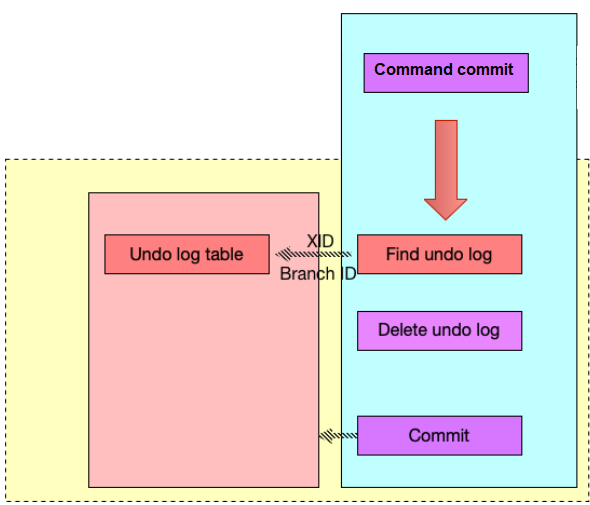 Command commit
XID
Undo log table
Find undo log
Branch ID
Delete undo log
Commit